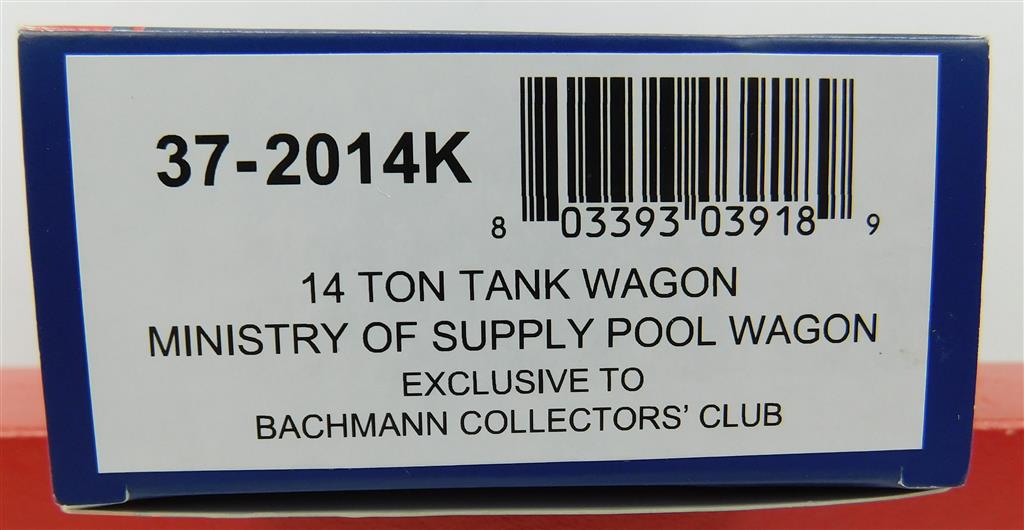 37-2014K
8 03393 03918 9
14 TON TANK WAGON
MINISTRY OF SUPPLY POOL WAGON
EXCLUSIVE TO
BACHMANN COLLECTORS’ CLUB